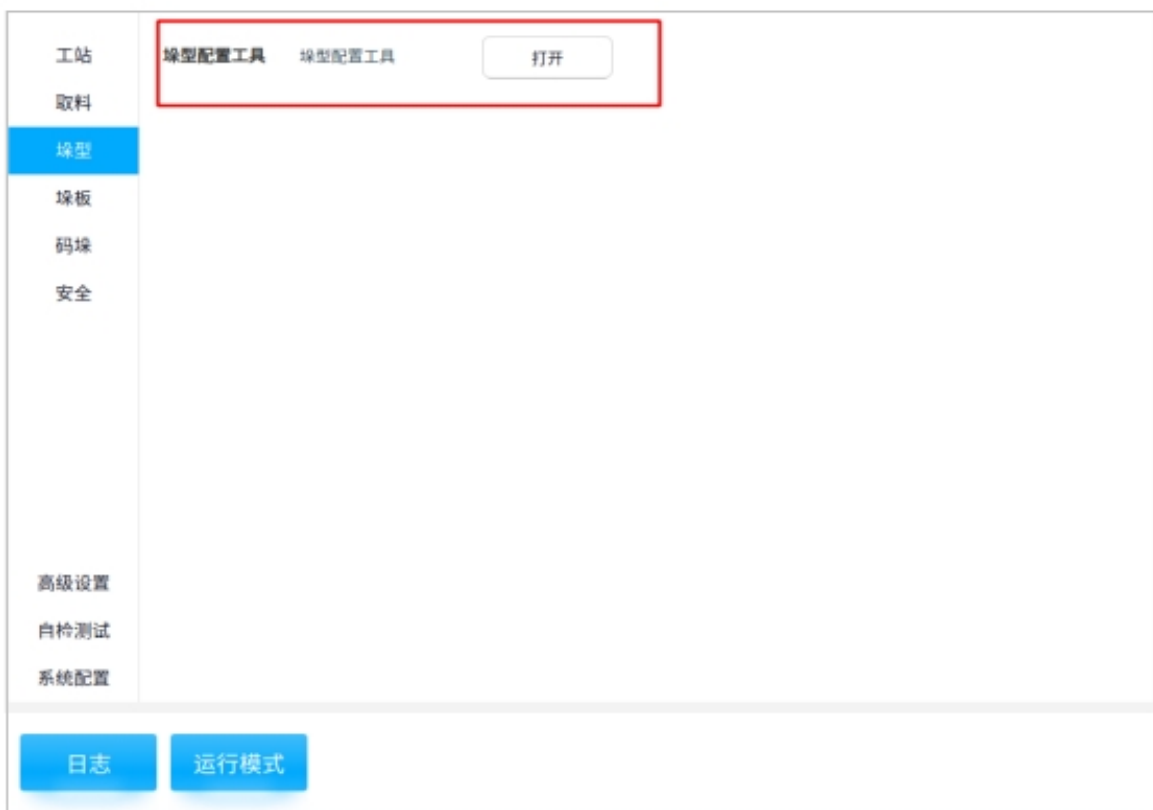 工站
垛型配置工具 垛型配置工具 打开
取料
垛型
垛板
码垛
安全
高级设置
自检测试
系统配置
日志 运行模式